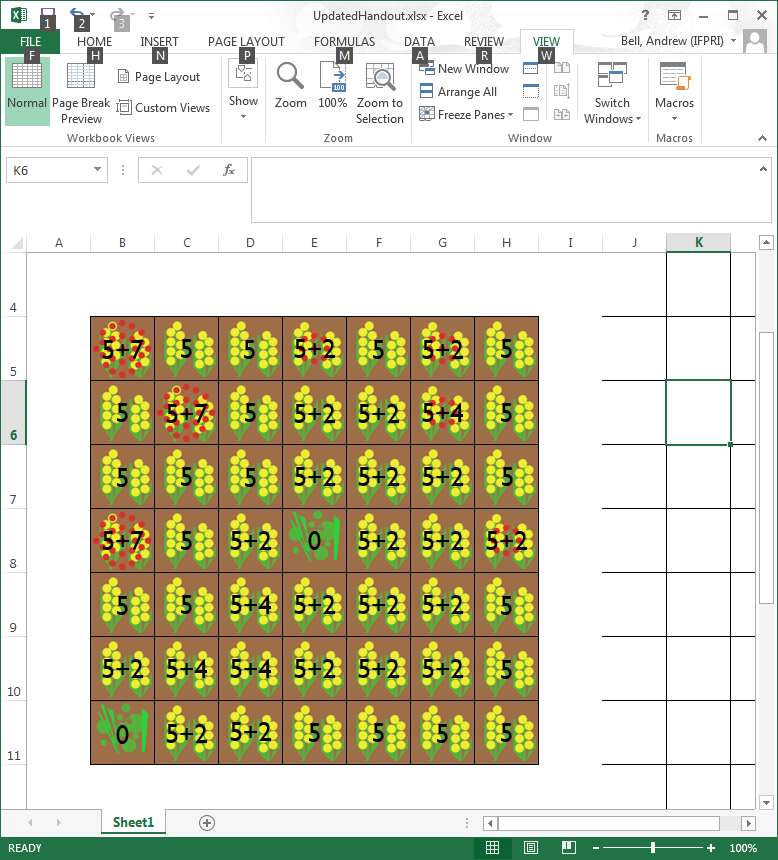 UpdatedHandout.xlsx - Excel
1 2 3
FILE HOME INSERT PAGE LAYOUT FORMULAS DATA REVIEW VIEW Bell, Andrew (IFPRI)
F H N P M A R W
Normal
Page Break Preview
Page Layout
Custom Views
Workbook Views
Show
Zoom
100%
Zoom to Selection
Zoom
New Window
Arrange All
Freeze Panes
Switch Windows
Window
Macros
Macros
K6
fx
A B C D E F G H I J K
4
5 5+7 5 5 5+2 5 5+2 5
6 5 5+7 5 5+2 5+2 5+4 5
7 5 5 5 5+2 5+2 5+2 5
8 5+7 5 5+2 0 5+2 5+2 5+2
9 5 5 5+4 5+2 5+2 5+2 5
10 5+2 5+4 5+4 5+2 5+2 5+2 5
11 0 5+2 5+2 5 5 5 5
Sheet1
READY 100%